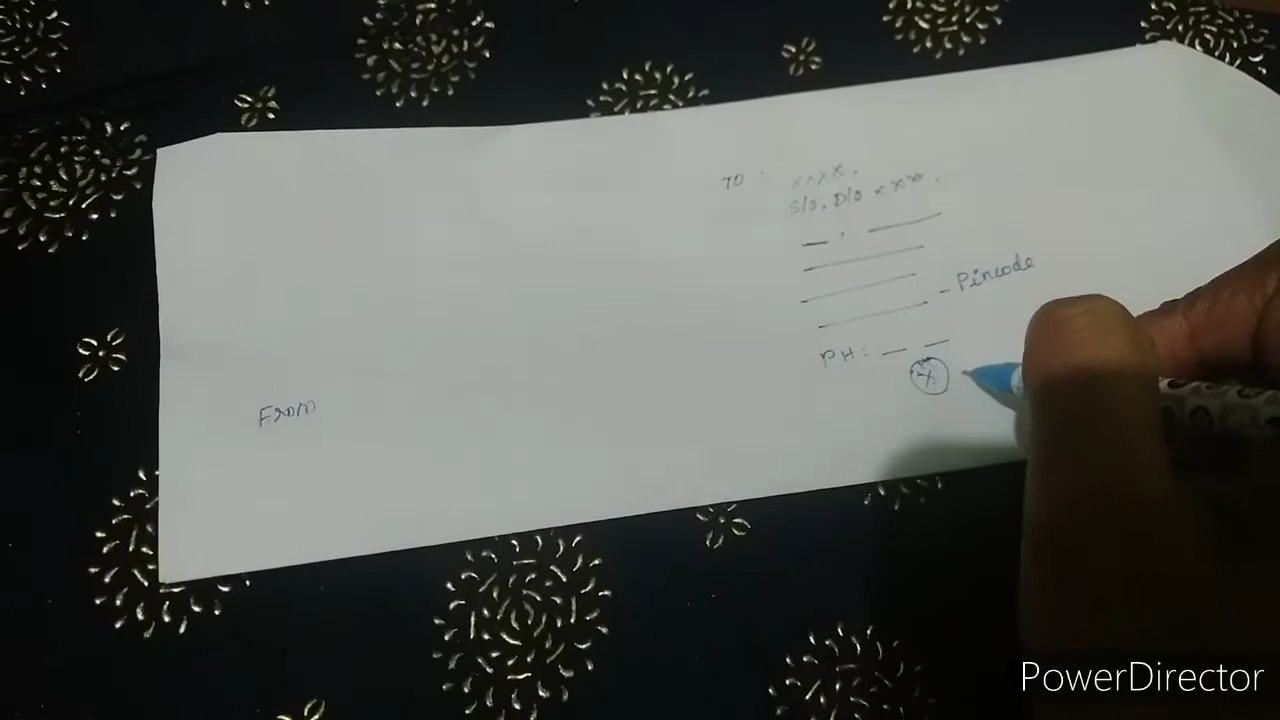 TO :
xxxx.
S/O, D/O xxx.
— , —
- Pincode
PH: — —
x
From
PowerDirector